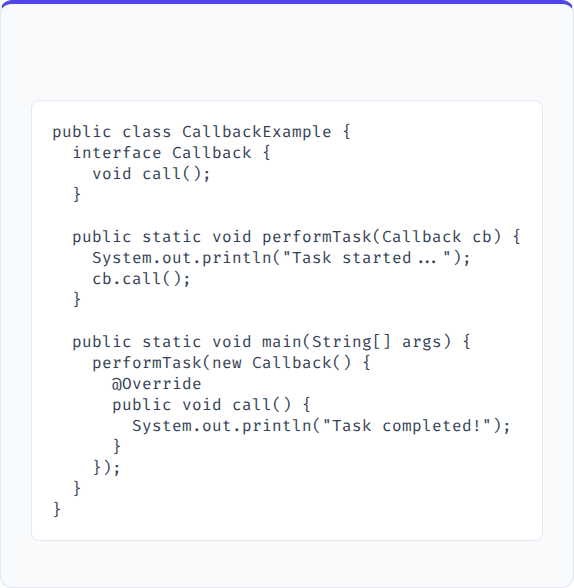 public class CallbackExample {
  interface Callback {
    void call();
  }

  public static void performTask(Callback cb) {
    System.out.println("Task started...");
    cb.call();
  }

  public static void main(String[] args) {
    performTask(new Callback() {
      @Override
      public void call() {
        System.out.println("Task completed!");
      }
    });
  }
}